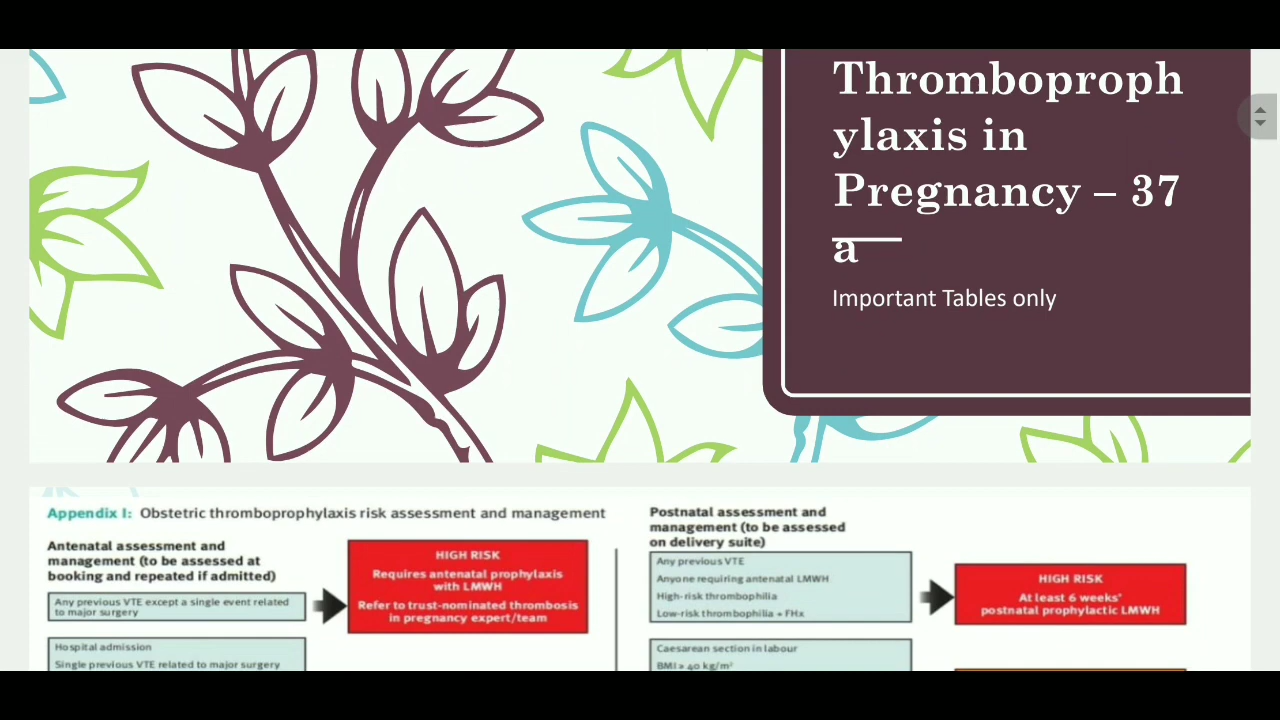 Thromboproph
ylaxis in
Pregnancy – 37
a
Important Tables only
Appendix I: Obstetric thromboprophylaxis risk assessment and management
Antenatal assessment and
management (to be assessed at
booking and repeated if admitted)
Any previous VTE except a single event related
to major surgery
HIGH RISK
Requires antenatal prophylaxis
with LMWH
Refer to trust-nominated thrombosis
in pregnancy expert/team
Hospital admission
Single previous VTE related to major surgery
Postnatal assessment and
management (to be assessed
on delivery suite)
Any previous VTE
Anyone requiring antenatal LMWH
High-risk thrombophilia
Low-risk thrombophilia + FHx
HIGH RISK
At least 6 weeks'
postnatal prophylactic LMWH
Caesarean section in labour
BMI ≥ 40 kg/m²